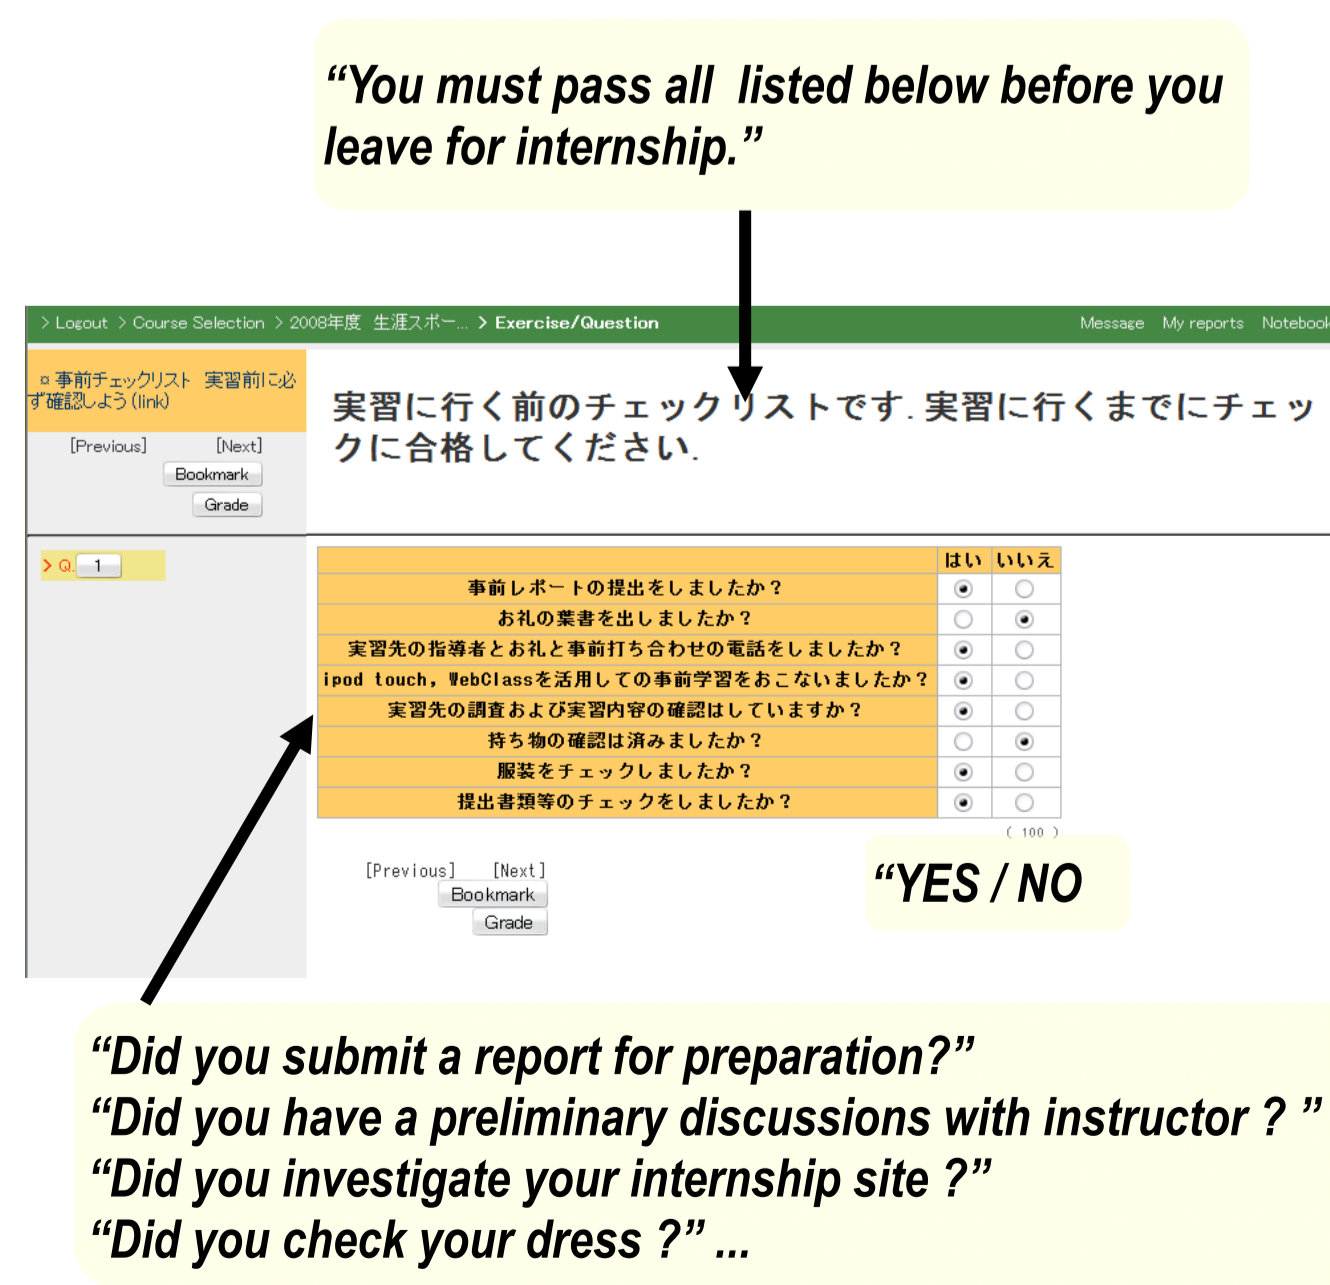 “You must pass all listed below before you
leave for internship.”
> Logout > Course Selection > 2008年度 生涯スポー... > Exercise/Question Message My reports Notebook
¤ 事前チェックリスト 実習前に必
ず確認しよう(link)
[Previous] [Next]
Bookmark
Grade
実習に行く前のチェックリストです.実習に行くまでにチェッ
クに合格してください.
> Q. 1
はい いいえ
事前レポートの提出をしましたか?
お礼の葉書を出しましたか?
実習先の指導者とお礼と事前打ち合わせの電話をしましたか?
ipod touch, WebClassを活用しての事前学習をおこないましたか?
実習先の調査および実習内容の確認はしていますか?
持ち物の確認は済みましたか?
服装をチェックしましたか?
提出書類等のチェックをしましたか?
( 100 )
[Previous] [Next]
Bookmark
Grade
“YES / NO
“Did you submit a report for preparation?”
“Did you have a preliminary discussions with instructor ? ”
“Did you investigate your internship site ?”
“Did you check your dress ?” ...